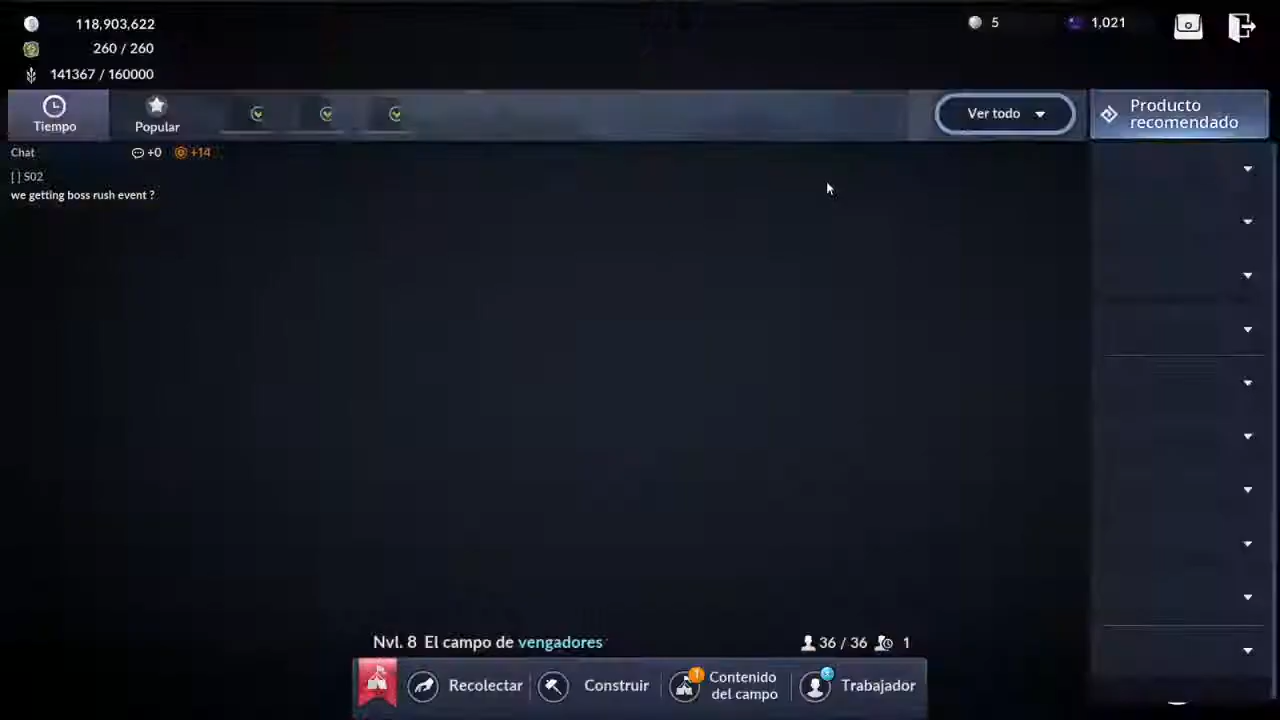 118,903,622
5
1,021
260 / 260
141367 / 160000
Tiempo
Popular
Ver todo
Producto
recomendado
Chat
+0
+14
[ ] S02
we getting boss rush event ?
Nvl. 8 El campo de vengadores
36 / 36
1
Recolectar
Construir
Contenido
del campo
Trabajador